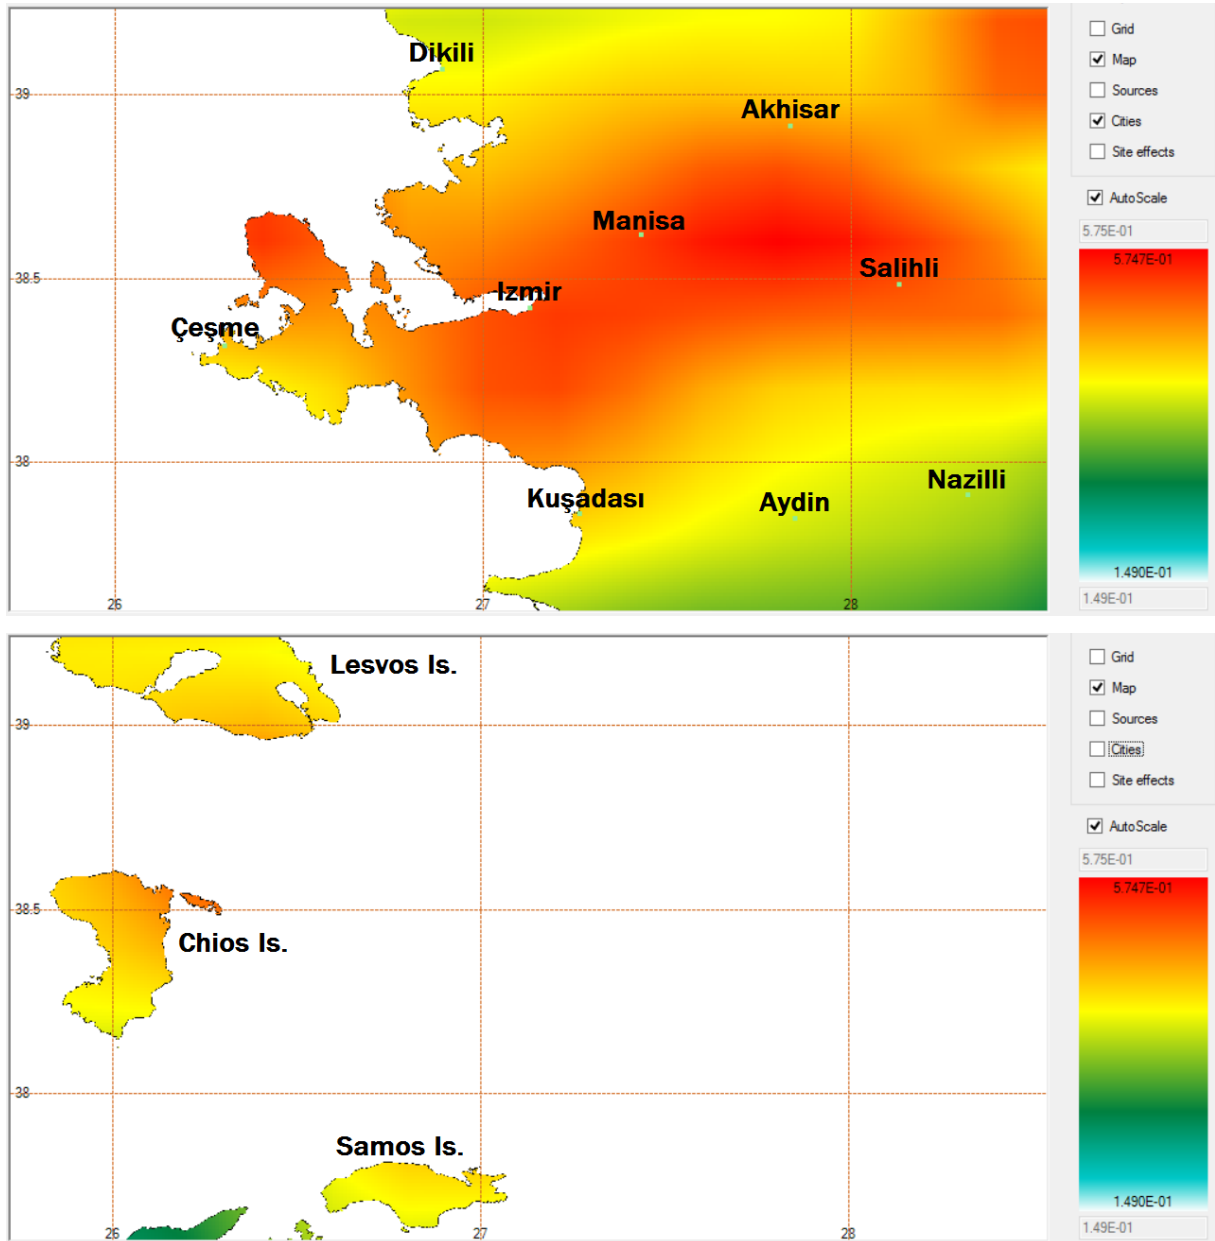 Dikili
39
Akhisar
Manisa
38.5
Izmir
Salihli
Çeşme
38
Kuşadası
Aydin
Nazilli
26
27
28
Grid
Map
Sources
Cities
Site effects
AutoScale
5.75E-01
5.747E-01
1.490E-01
1.49E-01
Lesvos Is.
39
38.5
Chios Is.
38
Samos Is.
26
27
28
Grid
Map
Sources
Cities
Site effects
AutoScale
5.75E-01
5.747E-01
1.490E-01
1.49E-01